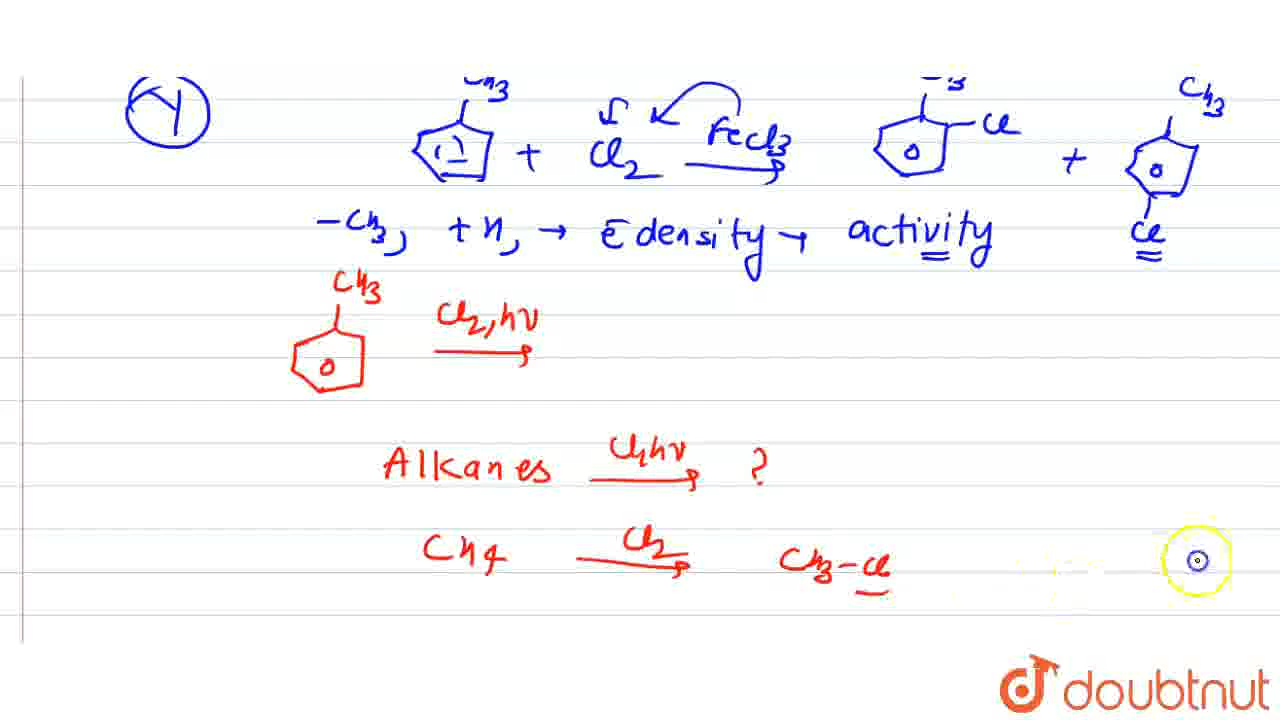 CH3 CH3
Y + Cl2 FeCl3 Cl +
-CH3, +H, → ē density → activity Cl
CH3
Cl2, hν
Alkanes Cl2 hν ?
CH4 Cl2 CH3-Cl
doubtnut